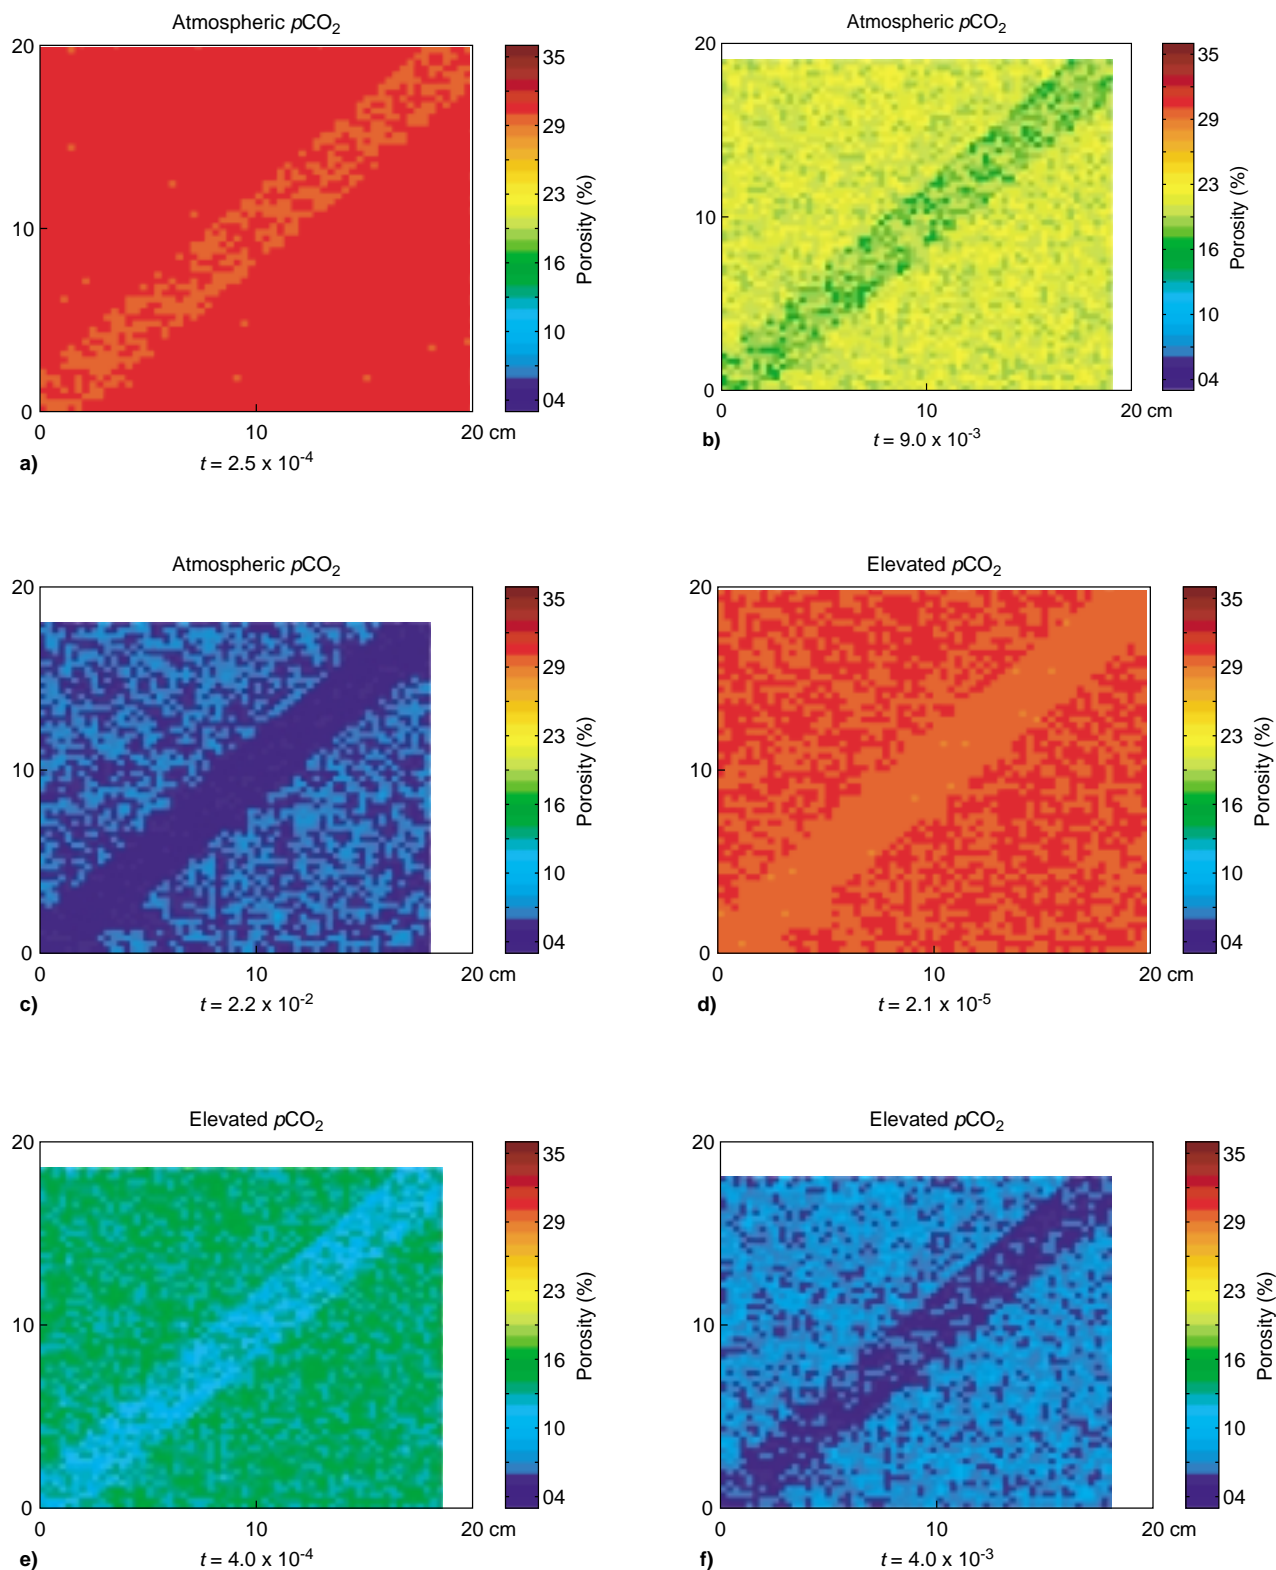 Atmospheric pCO2
20
10
0
0 10 20 cm
35
29
23
16
10
04
Porosity (%)
a) t = 2.5 x 10-4
Atmospheric pCO2
20
10
0
0 10 20 cm
35
29
23
16
10
04
Porosity (%)
b) t = 9.0 x 10-3
Atmospheric pCO2
20
10
0
0 10 20 cm
35
29
23
16
10
04
Porosity (%)
c) t = 2.2 x 10-2
Elevated pCO2
20
10
0
0 10 20 cm
35
29
23
16
10
04
Porosity (%)
d) t = 2.1 x 10-5
Elevated pCO2
20
10
0
0 10 20 cm
35
29
23
16
10
04
Porosity (%)
e) t = 4.0 x 10-4
Elevated pCO2
20
10
0
0 10 20 cm
35
29
23
16
10
04
Porosity (%)
f) t = 4.0 x 10-3